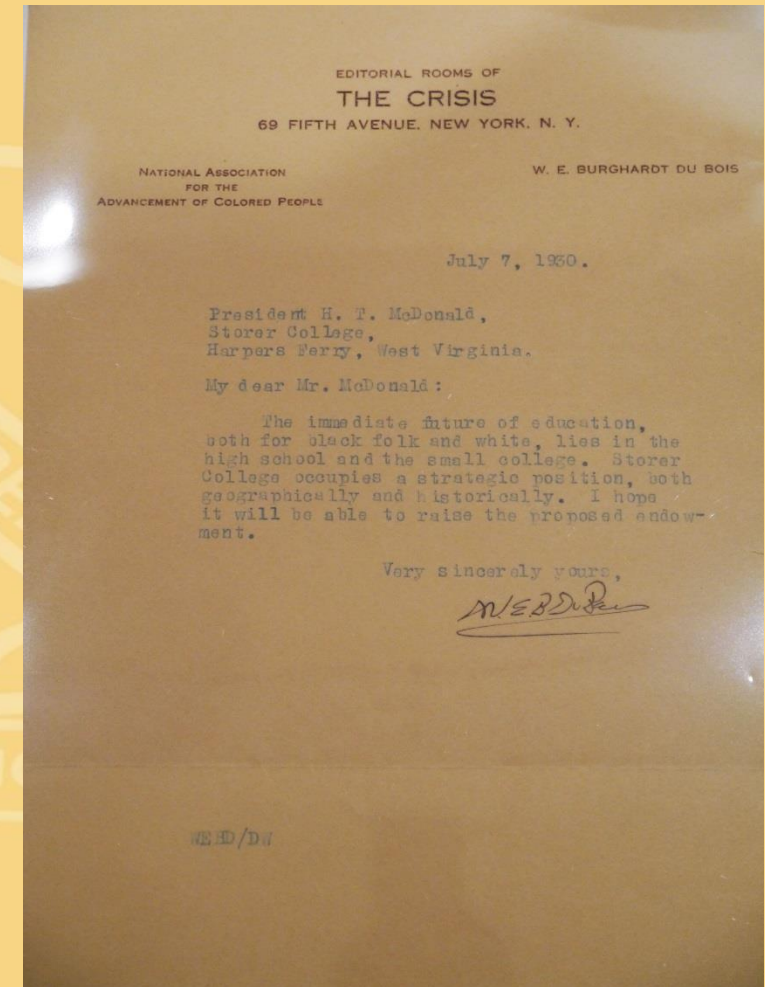 EDITORIAL ROOMS OF
THE CRISIS
69 FIFTH AVENUE, NEW YORK, N. Y.
NATIONAL ASSOCIATION
FOR THE
ADVANCEMENT OF COLORED PEOPLE
W. E. BURGHARDT DU BOIS
July 7, 1930.
President H. T. McDonald,
Storer College,
Harpers Ferry, West Virginia.
My dear Mr. McDonald:
The immediate future of education,
both for black folk and white, lies in the
high school and the small college. Storer
College occupies a strategic position, both
geographically and historically. I hope
it will be able to raise the proposed endow-
ment.
Very sincerely yours,
W.E.B. Du Bois
WEBD/DW